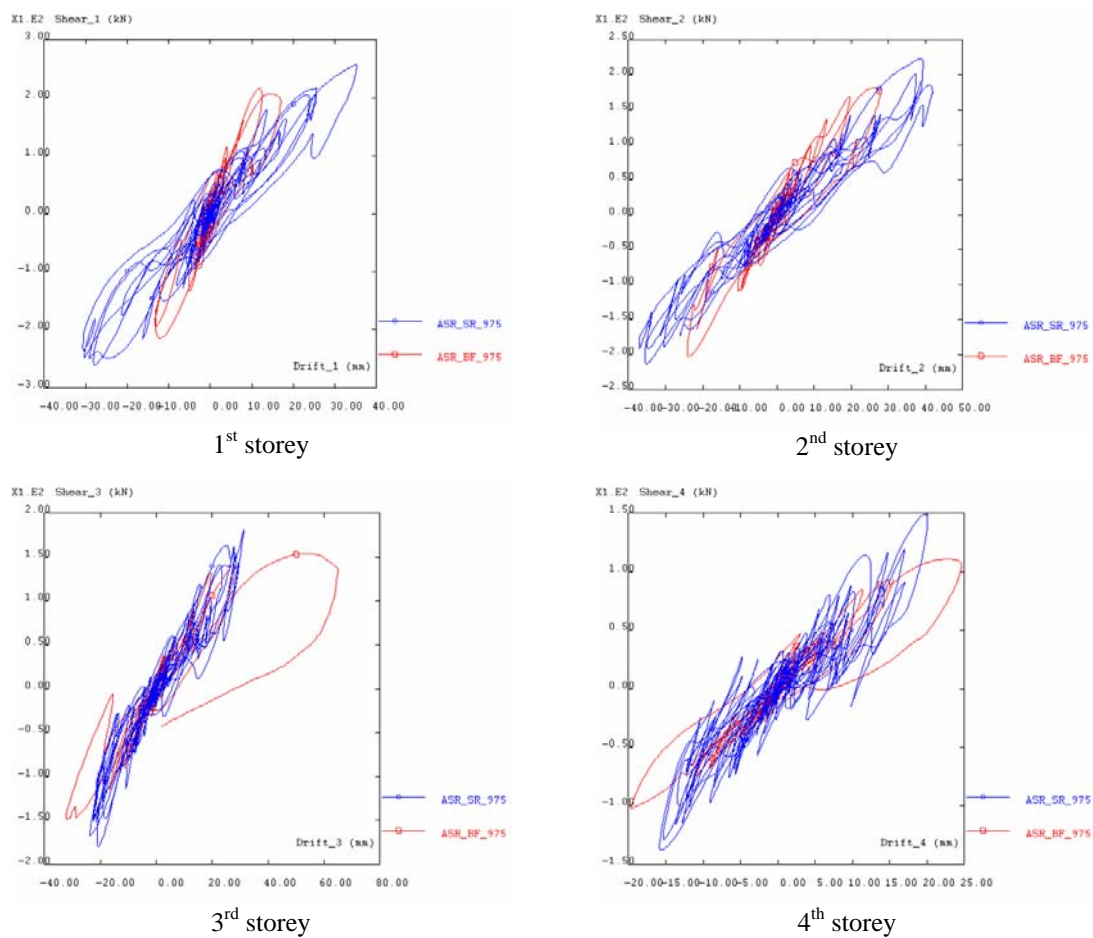 X1.E2 Shear_1 (kN)
3.00
2.00
1.00
0.00
-1.00
-2.00
-3.00
Drift_1 (mm)
-40.00 -30.00 -20.00 -10.00 0.00 10.00 20.00 30.00 40.00
ASR_SR_975
ASR_BF_975
1st storey
X1.E2 Shear_2 (kN)
2.50
2.00
1.50
1.00
0.50
0.00
-0.50
-1.00
-1.50
-2.00
-2.50
Drift_2 (mm)
-40.00 -30.00 -20.00 -10.00 0.00 10.00 20.00 30.00 40.00 50.00
ASR_SR_975
ASR_BF_975
2nd storey
X1.E2 Shear_3 (kN)
2.00
1.50
1.00
0.50
0.00
-0.50
-1.00
-1.50
-2.00
Drift_3 (mm)
-40.00 -20.00 0.00 20.00 40.00 60.00 80.00
ASR_SR_975
ASR_BF_975
3rd storey
X1.E2 Shear_4 (kN)
1.50
1.00
0.50
0.00
-0.50
-1.00
-1.50
Drift_4 (mm)
-20.00 -15.00 -10.00 -5.00 0.00 5.00 10.00 15.00 20.00 25.00
ASR_SR_975
ASR_BF_975
4th storey